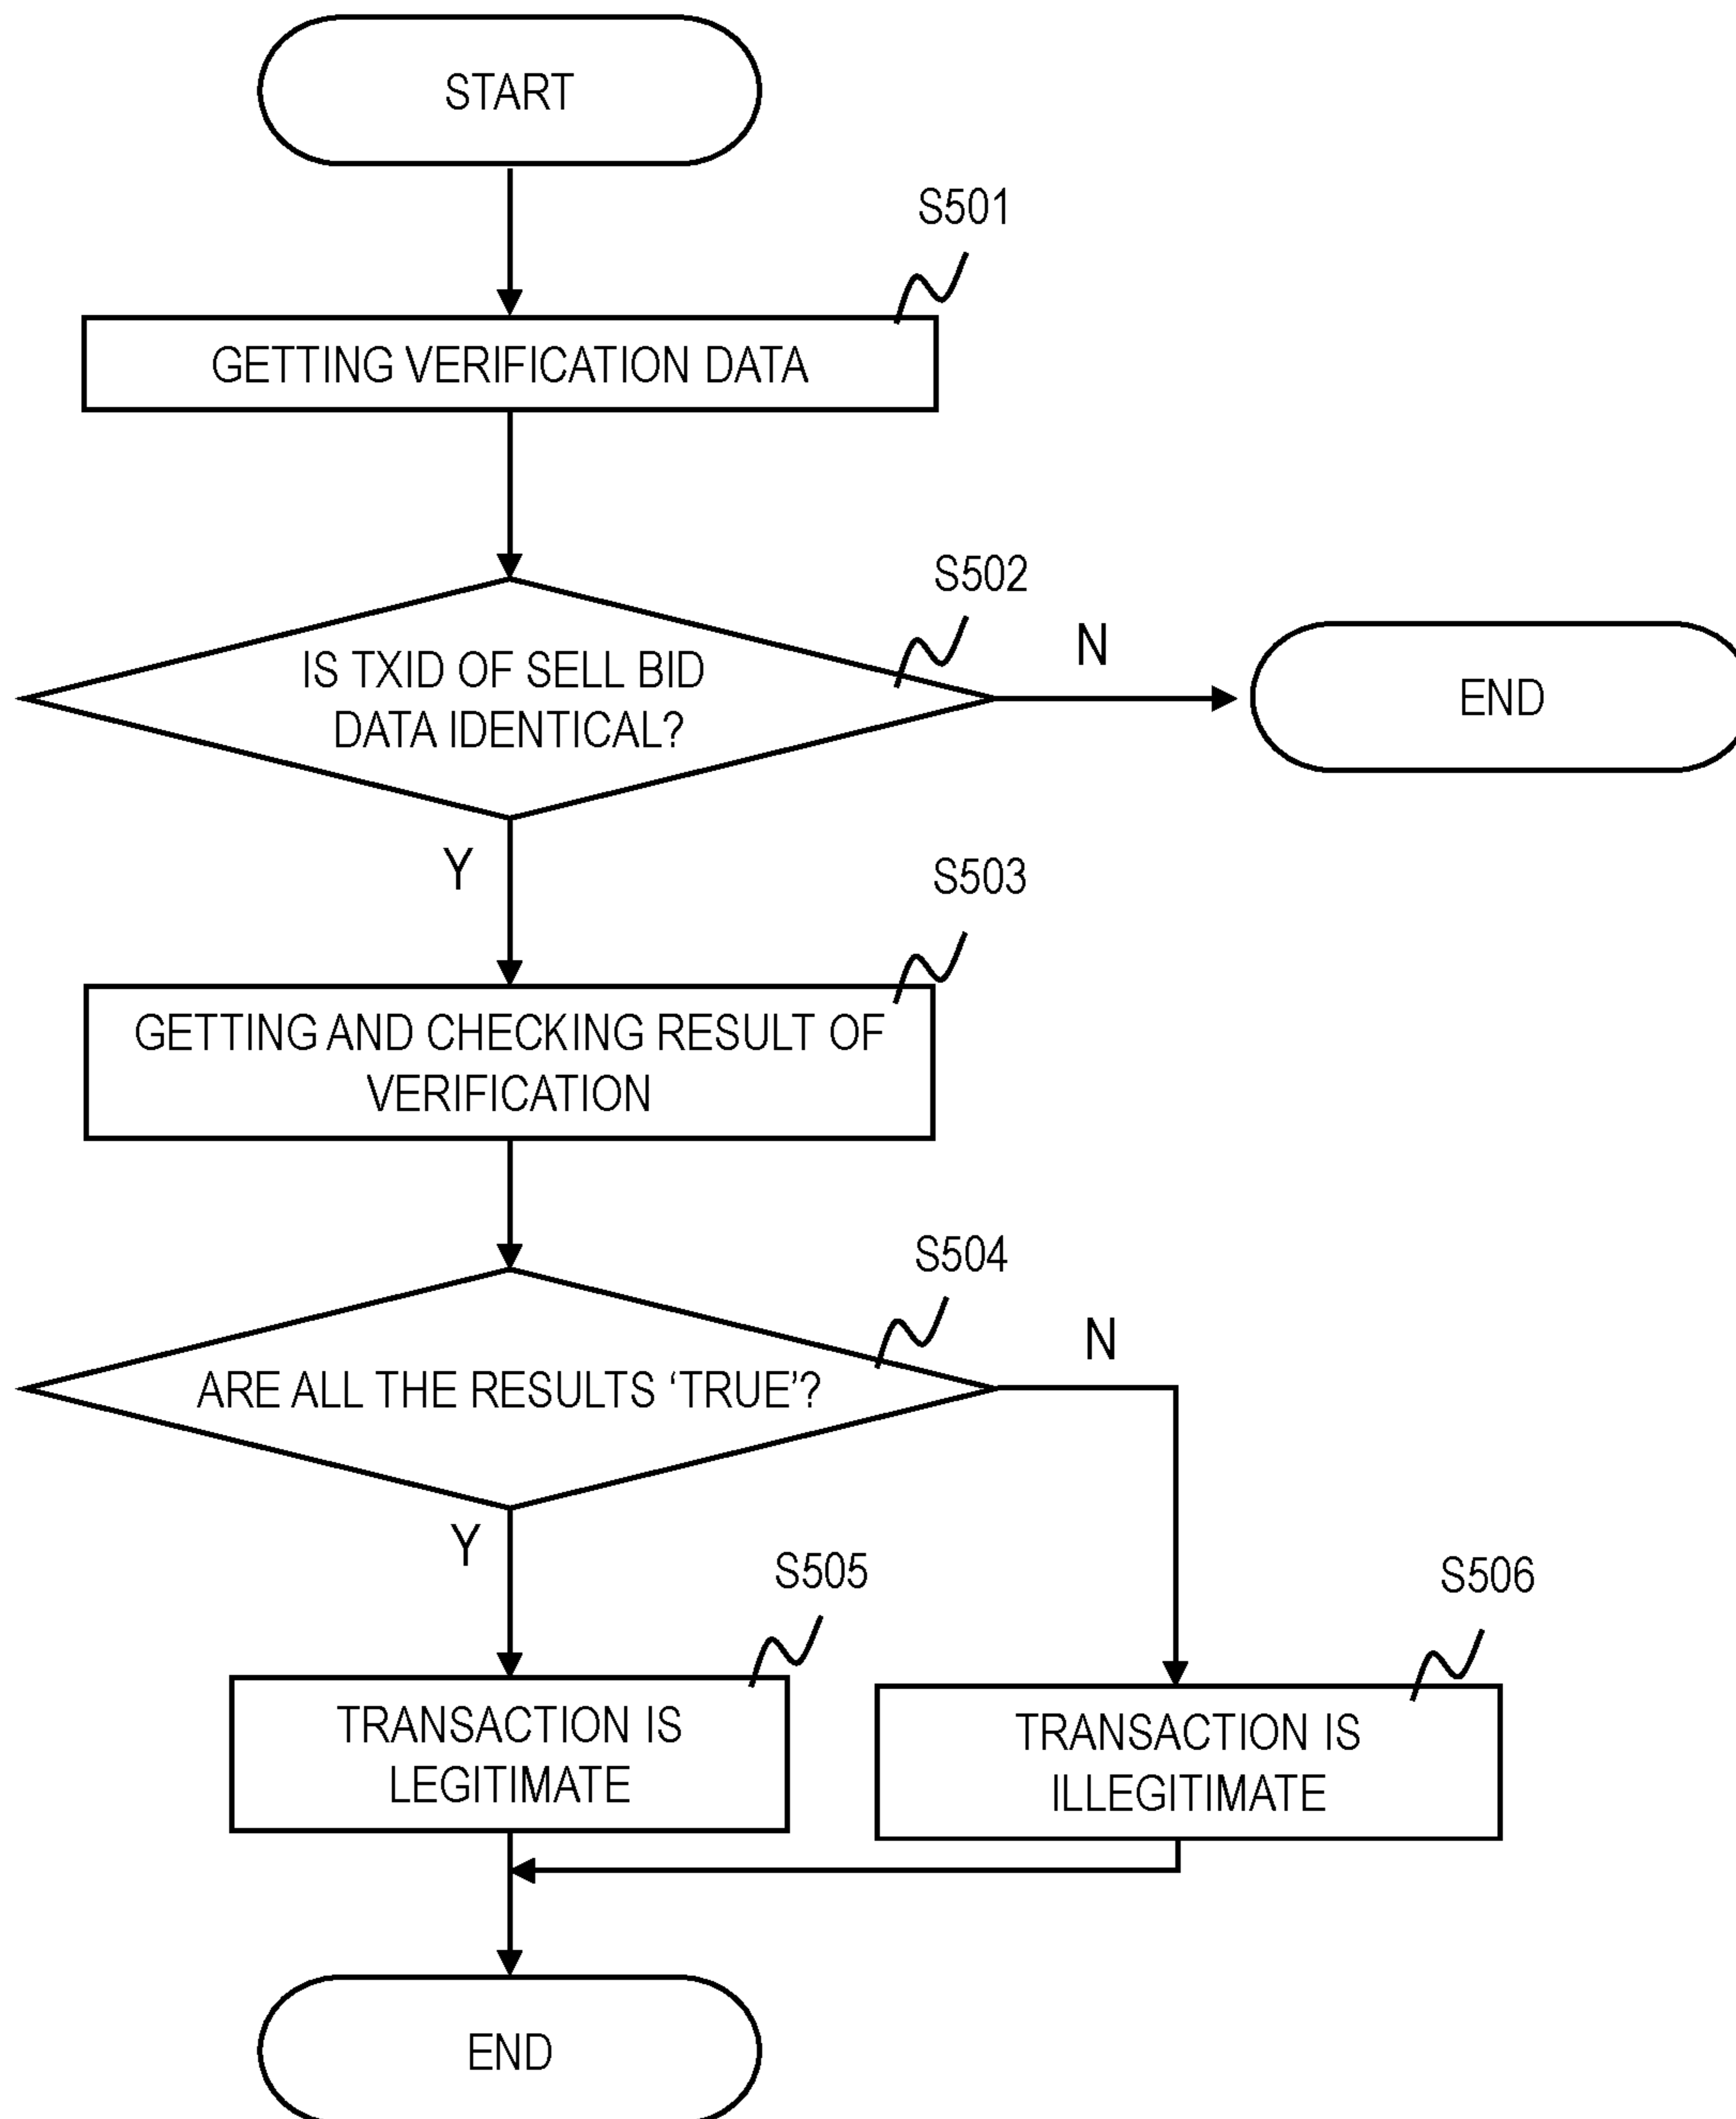 START
S501
GETTING VERIFICATION DATA
S502
IS TXID OF SELL BID
DATA IDENTICAL?
N
END
Y
S503
GETTING AND CHECKING RESULT OF
VERIFICATION
S504
ARE ALL THE RESULTS ‘TRUE’?
N
Y
S505
TRANSACTION IS
LEGITIMATE
S506
TRANSACTION IS
ILLEGITIMATE
END